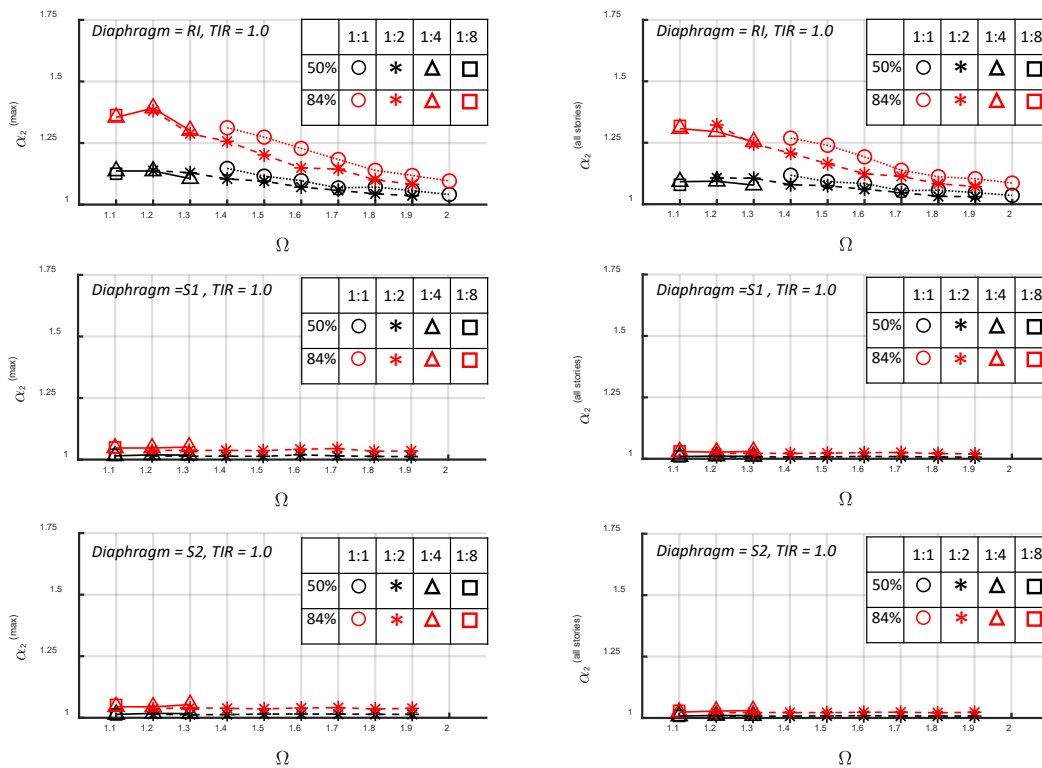 1.75
Diaphragm = RI, TIR = 1.0
1:1 1:2 1:4 1:8
50%
84%
1.5
1.25
1
α₂ (max)
1.1 1.2 1.3 1.4 1.5 1.6 1.7 1.8 1.9 2
Ω
1.75
Diaphragm = RI, TIR = 1.0
1:1 1:2 1:4 1:8
50%
84%
1.5
1.25
1
α₂ (all stories)
1.1 1.2 1.3 1.4 1.5 1.6 1.7 1.8 1.9 2
Ω
1.75
Diaphragm =S1 , TIR = 1.0
1:1 1:2 1:4 1:8
50%
84%
1.5
1.25
1
α₂ (max)
1.1 1.2 1.3 1.4 1.5 1.6 1.7 1.8 1.9 2
Ω
1.75
Diaphragm =S1 , TIR = 1.0
1:1 1:2 1:4 1:8
50%
84%
1.5
1.25
1
α₂ (all stories)
1.1 1.2 1.3 1.4 1.5 1.6 1.7 1.8 1.9 2
Ω
1.75
Diaphragm = S2, TIR = 1.0
1:1 1:2 1:4 1:8
50%
84%
1.5
1.25
1
α₂ (max)
1.1 1.2 1.3 1.4 1.5 1.6 1.7 1.8 1.9 2
Ω
1.75
Diaphragm = S2, TIR = 1.0
1:1 1:2 1:4 1:8
50%
84%
1.5
1.25
1
α₂ (all stories)
1.1 1.2 1.3 1.4 1.5 1.6 1.7 1.8 1.9 2
Ω